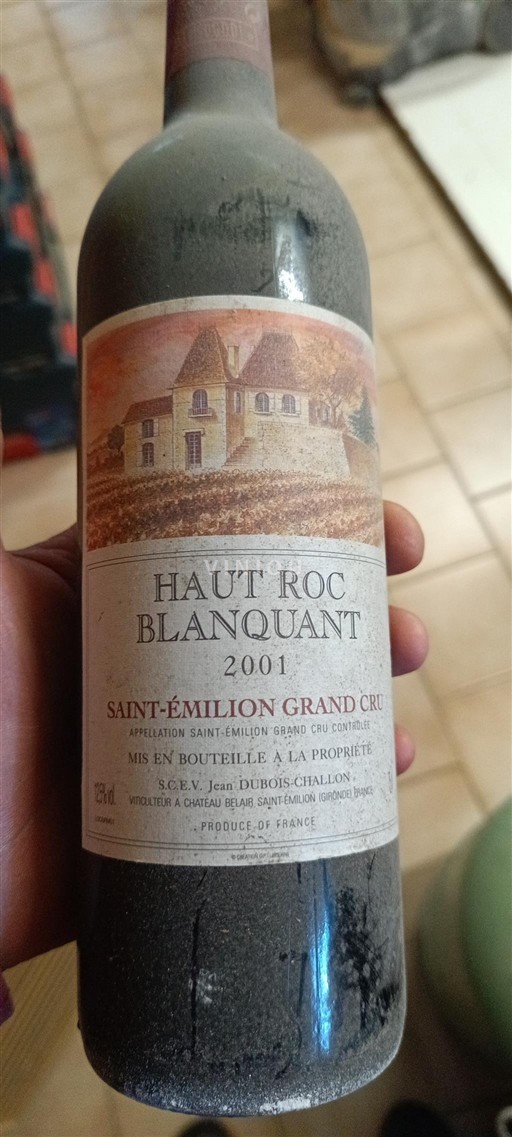 HAUT ROC
BLANQUANT
2001
SAINT-ÉMILION GRAND CRU
APPELLATION SAINT-ÉMILION GRAND CRU CONTRÔLÉE
MIS EN BOUTEILLE A LA PROPRIÉTÉ
S.C.E.V. Jean DUBOIS-CHALLON
VITICULTEUR A CHATEAU BELAIR SAINT-ÉMILION (GIRONDE) FRANCE
PRODUCE OF FRANCE